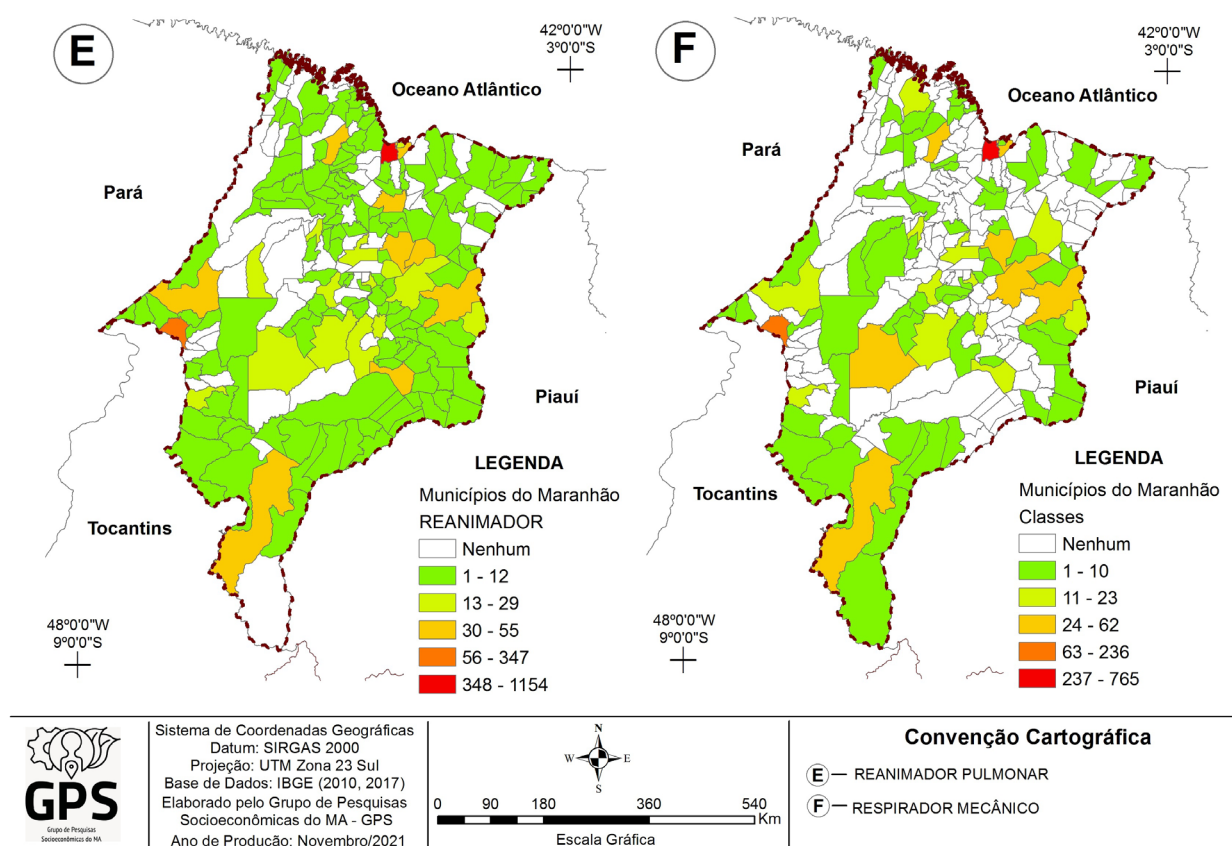 E
42º0'0"W
3º0'0"S
Oceano Atlântico
Pará
Piauí
Tocantins
48º0'0"W
9º0'0"S
LEGENDA
Municípios do Maranhão
REANIMADOR
Nenhum
1 - 12
13 - 29
30 - 55
56 - 347
348 - 1154
F
42º0'0"W
3º0'0"S
Oceano Atlântico
Pará
Piauí
Tocantins
48º0'0"W
9º0'0"S
LEGENDA
Municípios do Maranhão
Classes
Nenhum
1 - 10
11 - 23
24 - 62
63 - 236
237 - 765
GPS
Grupo de Pesquisas
Socioeconômicas do MA
Sistema de Coordenadas Geográficas
Datum: SIRGAS 2000
Projeção: UTM Zona 23 Sul
Base de Dados: IBGE (2010, 2017)
Elaborado pelo Grupo de Pesquisas
Socioeconômicas do MA - GPS
Ano de Produção: Novembro/2021
N
W E
S
0 90 180 360 540
Km
Escala Gráfica
Convenção Cartográfica
E — REANIMADOR PULMONAR
F — RESPIRADOR MECÂNICO